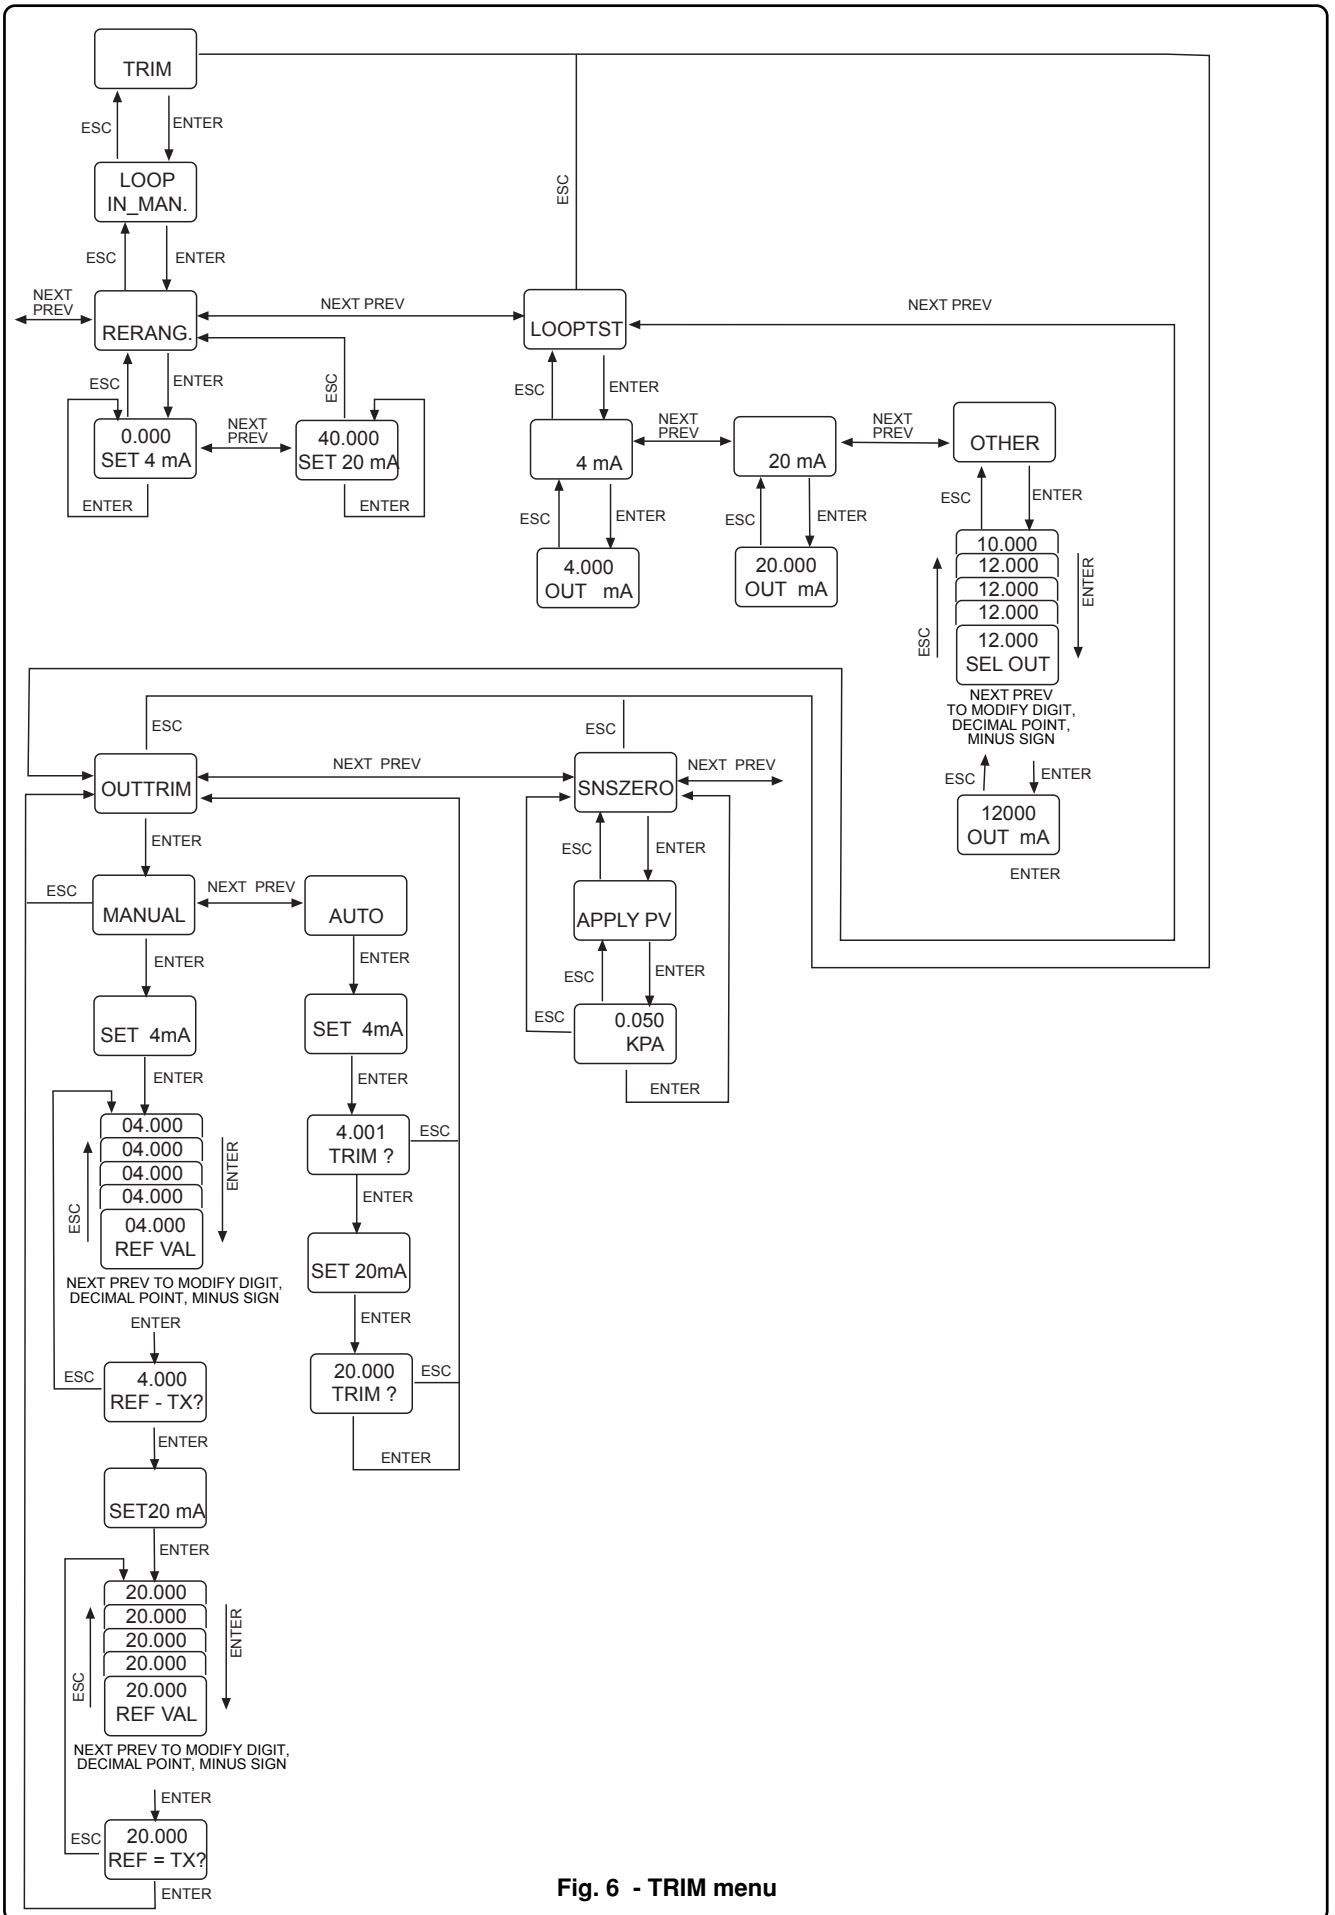 TRIM
ESC
ENTER
LOOP
IN_MAN.
ESC
ESC
ENTER
NEXT
PREV
NEXT PREV
NEXT PREV
RERANG.
LOOPTST
ESC
ENTER
ESC
ESC
ENTER
0.000
SET 4 mA
NEXT
PREV
40.000
SET 20 mA
ENTER
ENTER
4 mA
NEXT
PREV
20 mA
NEXT
PREV
OTHER
ESC
ENTER
ESC
ENTER
ESC
ENTER
4.000
OUT mA
20.000
OUT mA
10.000
12.000
12.000
12.000
12.000
SEL OUT
ESC
ENTER
NEXT PREV
TO MODIFY DIGIT,
DECIMAL POINT,
MINUS SIGN
ESC
ENTER
12000
OUT mA
ENTER
ESC
ESC
OUTTRIM
NEXT PREV
SNSZERO
NEXT PREV
ENTER
ESC
ENTER
ESC
MANUAL
NEXT PREV
AUTO
APPLY PV
ENTER
ENTER
ESC
ENTER
SET 4mA
SET 4mA
ESC
0.050
KPA
ENTER
ENTER
ENTER
04.000
04.000
04.000
04.000
04.000
REF VAL
ESC
ENTER
4.001
TRIM ?
ESC
ENTER
SET 20mA
NEXT PREV TO MODIFY DIGIT,
DECIMAL POINT, MINUS SIGN
ENTER
ENTER
ESC
4.000
REF - TX?
20.000
TRIM ?
ESC
ENTER
ENTER
SET20 mA
ENTER
20.000
20.000
20.000
20.000
20.000
REF VAL
ESC
ENTER
NEXT PREV TO MODIFY DIGIT,
DECIMAL POINT, MINUS SIGN
ENTER
ESC
20.000
REF = TX?
ENTER
Fig. 6 - TRIM menu